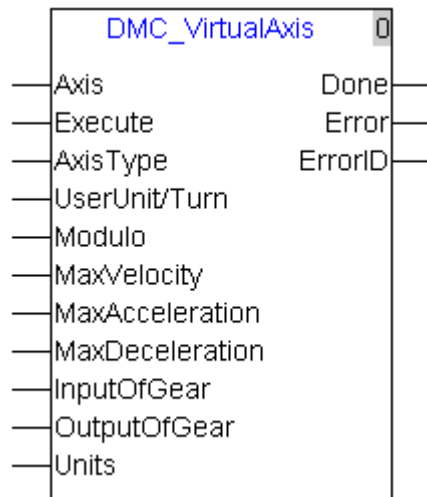 DMC_VirtualAxis 0
Axis Done
Execute Error
AxisType ErrorID
UserUnit/Turn
Modulo
MaxVelocity
MaxAcceleration
MaxDeceleration
InputOfGear
OutputOfGear
Units